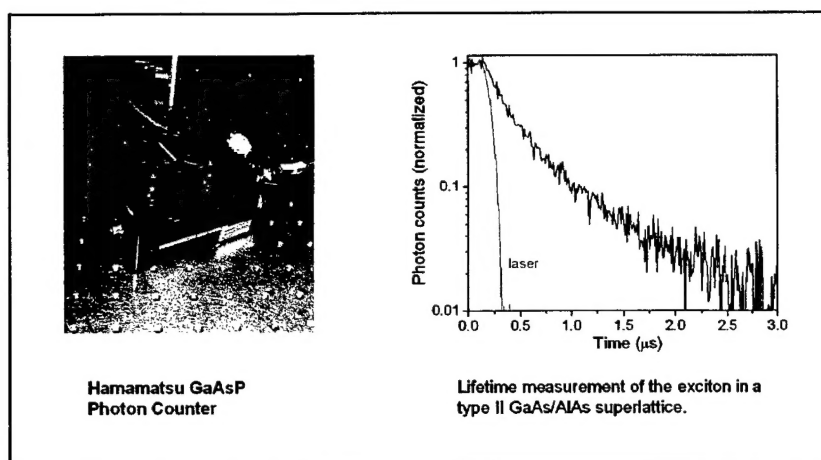 Hamamatsu GaAsP
Photon Counter
1
0.1
0.01
Photon counts (normalized)
laser
0.0 0.5 1.0 1.5 2.0 2.5 3.0
Time (μs)
Lifetime measurement of the exciton in a
type II GaAs/AlAs superlattice.